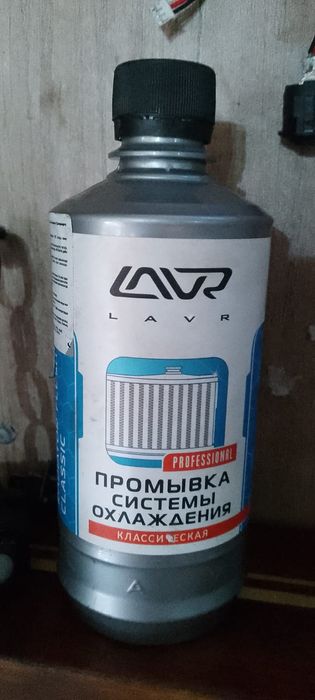 LAVR
LAVR
PROFESSIONAL
ПРОМЫВКА
СИСТЕМЫ
ОХЛАЖДЕНИЯ
КЛАССИЧЕСКАЯ
CLASSIC